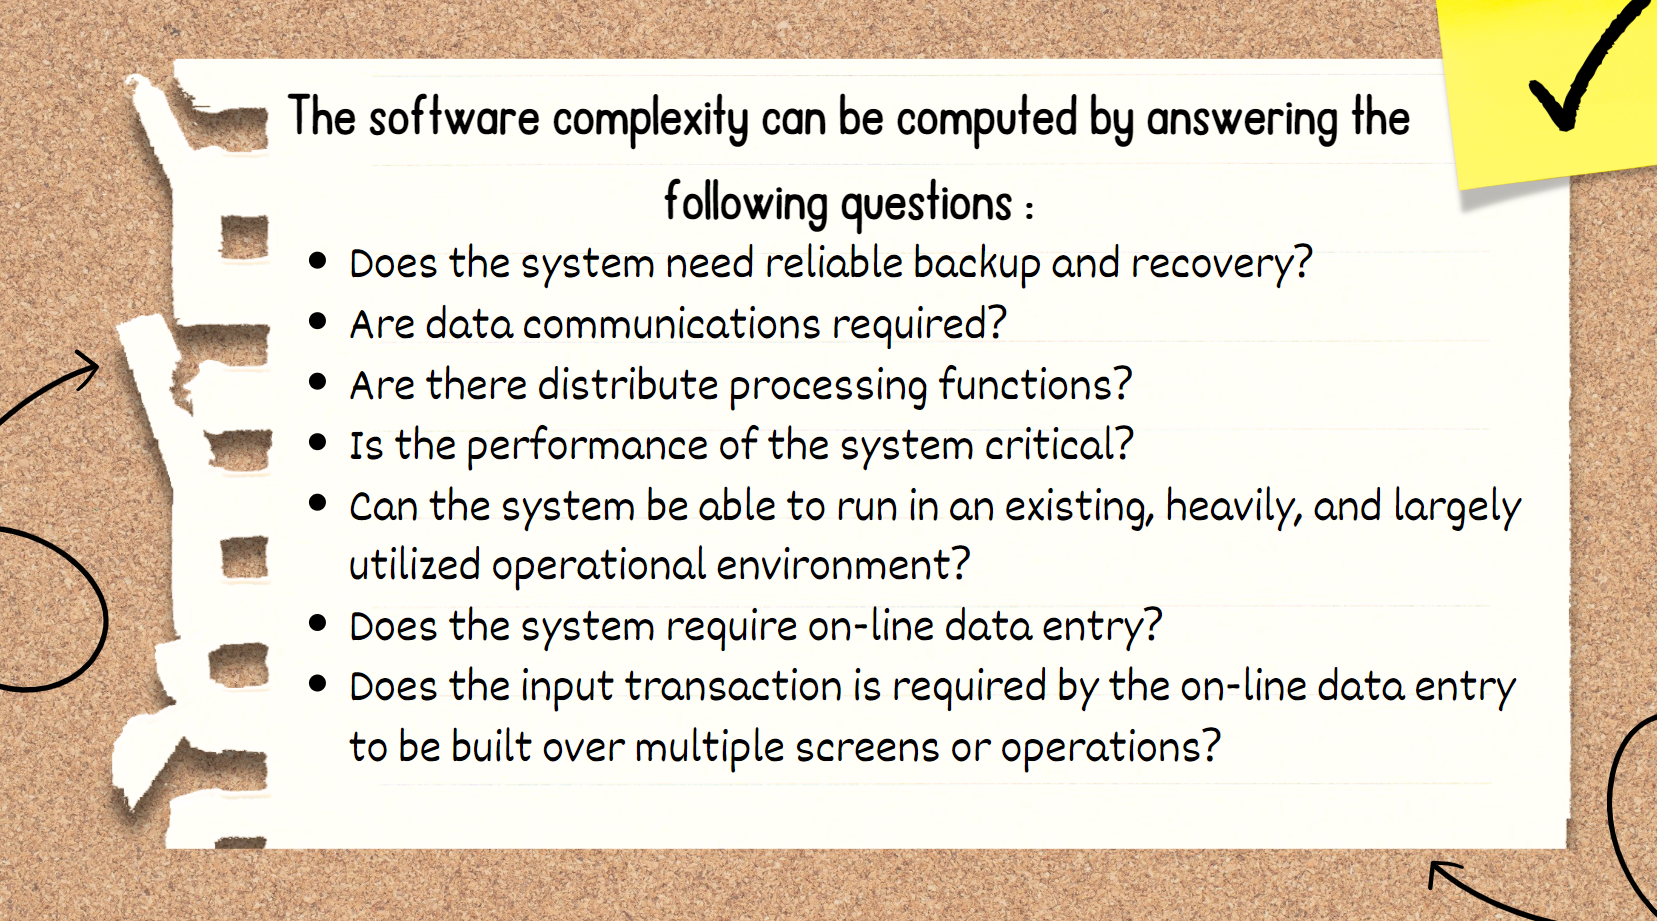 The software complexity can be computed by answering the
following questions :
• Does the system need reliable backup and recovery?
• Are data communications required?
• Are there distribute processing functions?
• Is the performance of the system critical?
• Can the system be able to run in an existing, heavily, and largely
utilized operational environment?
• Does the system require on-line data entry?
• Does the input transaction is required by the on-line data entry
to be built over multiple screens or operations?